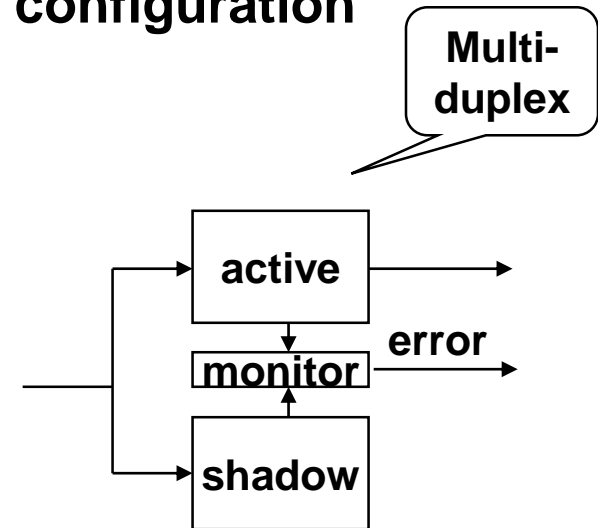 configuration
Multi-
duplex
active
error
monitor
shadow